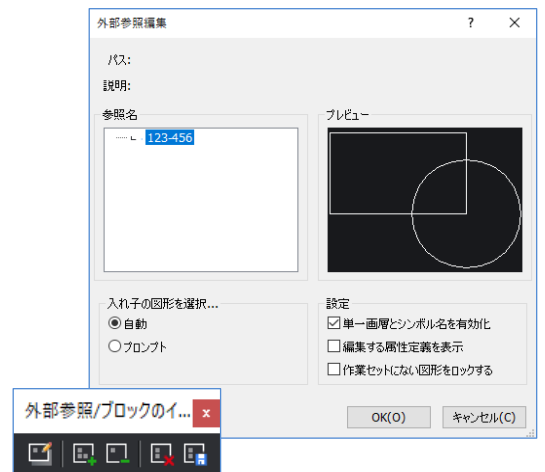 外部参照編集
パス:
説明:
参照名
123-456
プレビュー
入れ子の図形を選択...
自動
プロンプト
設定
単一画層とシンボル名を有効化
編集する属性定義を表示
作業セットにない図形をロックする
OK(O)
キャンセル(C)
外部参照/ブロックのイ...